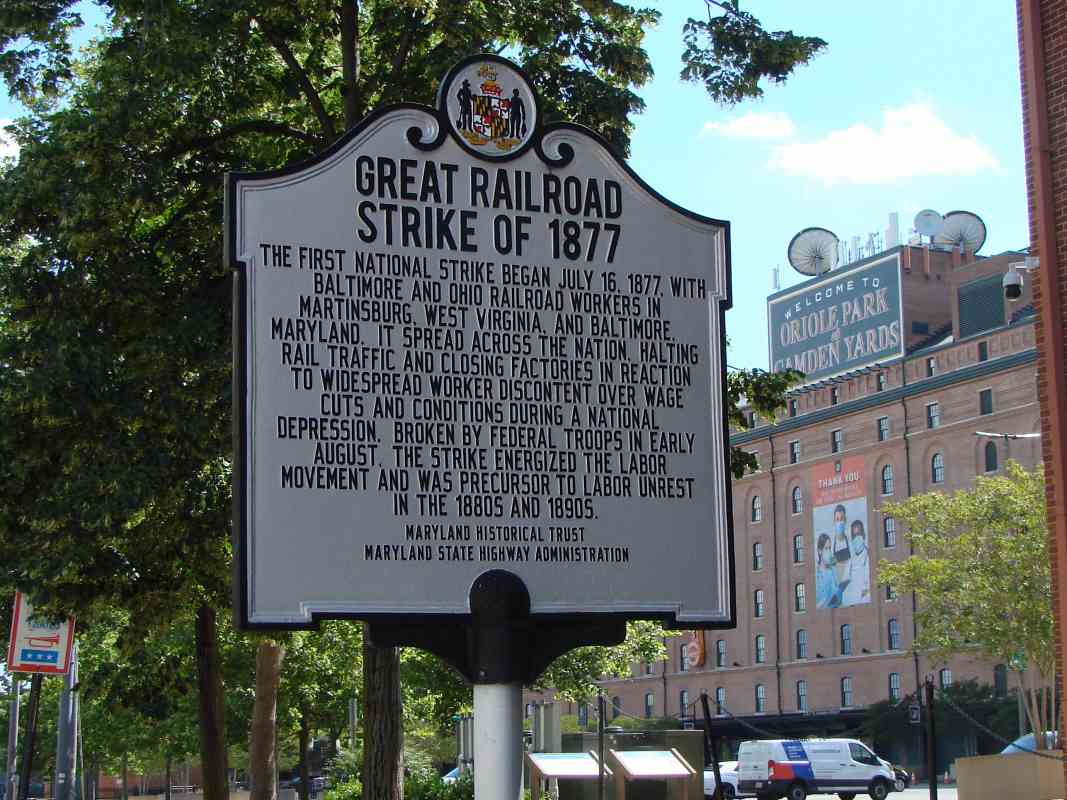 GREAT RAILROAD
STRIKE OF 1877
THE FIRST NATIONAL STRIKE BEGAN JULY 16, 1877, WITH
BALTIMORE AND OHIO RAILROAD WORKERS IN
MARTINSBURG, WEST VIRGINIA, AND BALTIMORE,
MARYLAND. IT SPREAD ACROSS THE NATION, HALTING
RAIL TRAFFIC AND CLOSING FACTORIES IN REACTION
TO WIDESPREAD WORKER DISCONTENT OVER WAGE
CUTS AND CONDITIONS DURING A NATIONAL
DEPRESSION. BROKEN BY FEDERAL TROOPS IN EARLY
AUGUST, THE STRIKE ENERGIZED THE LABOR
MOVEMENT AND WAS PRECURSOR TO LABOR UNREST
IN THE 1880S AND 1890S.
MARYLAND HISTORICAL TRUST
MARYLAND STATE HIGHWAY ADMINISTRATION
WELCOME TO
ORIOLE PARK
at
CAMDEN YARDS
THANK YOU